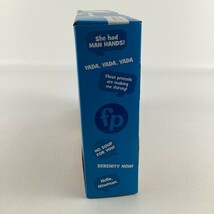 She had
MAN HANDS!
YADA, YADA, YADA
These pretzels
are making
me thirsty!
fp
NO SOUP
FOR YOU!
SERENITY NOW!
Hello,
Newman.